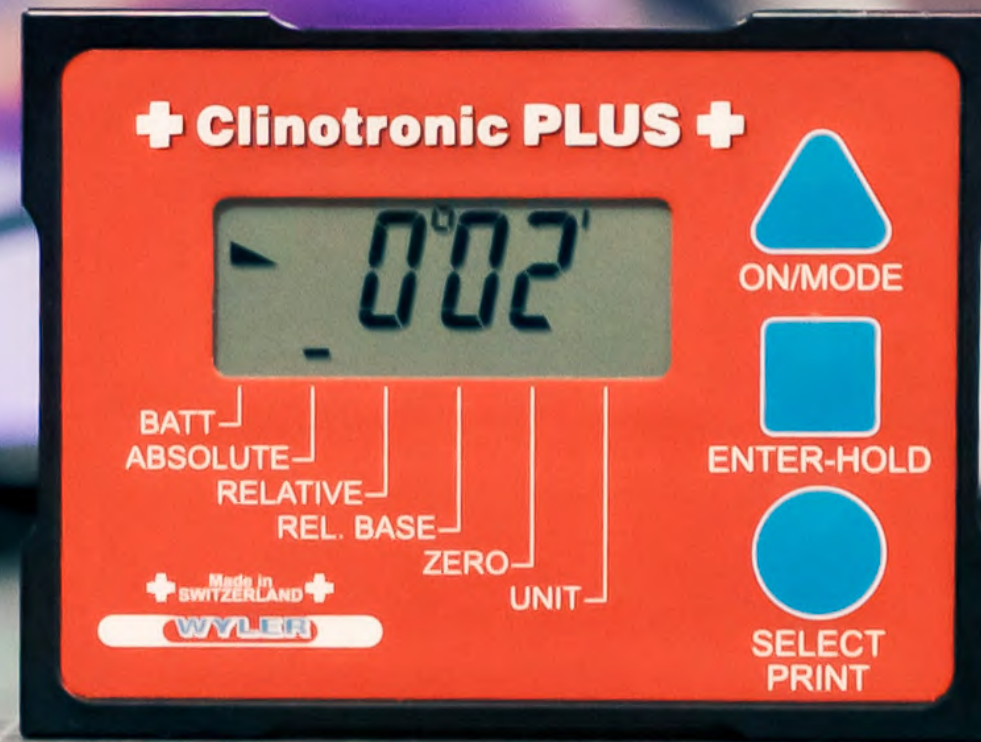 Clinotronic PLUS
0°02'
ON/MODE
BATT
ABSOLUTE
RELATIVE
REL. BASE
ZERO
UNIT
ENTER-HOLD
Made in
SWITZERLAND
WYLER
SELECT
PRINT